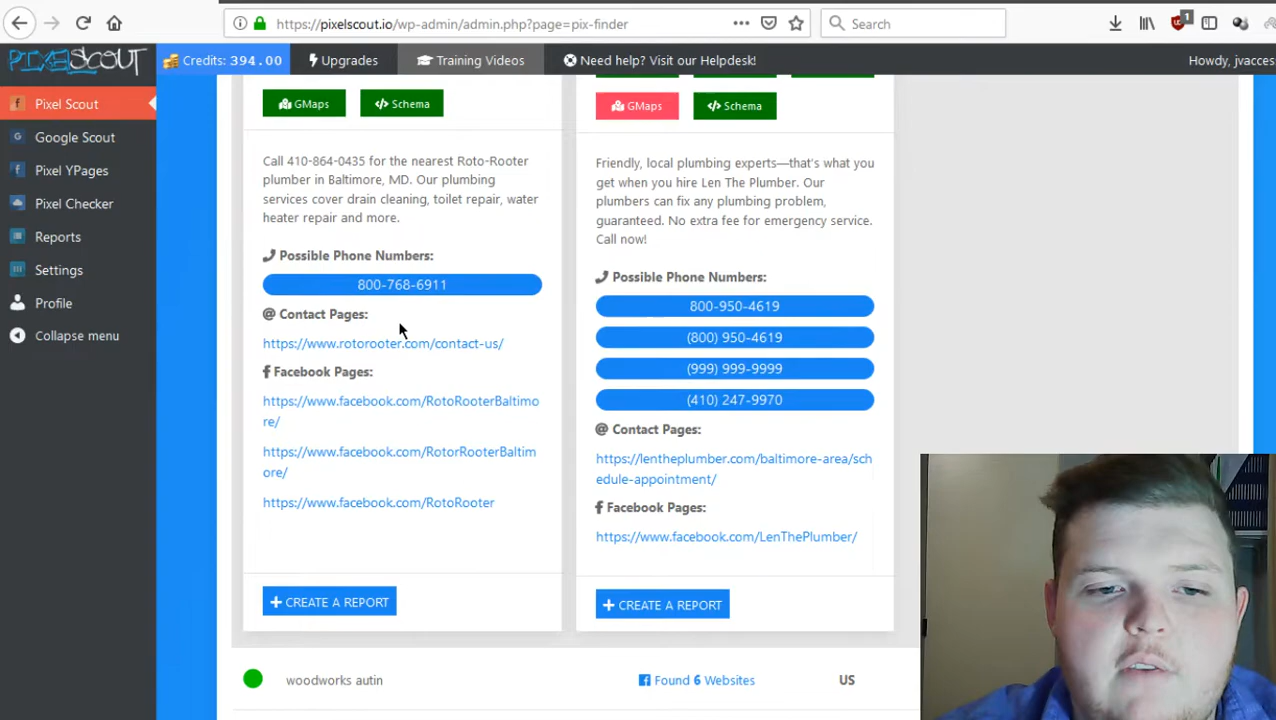 https://pixelscout.io/wp-admin/admin.php?page=pix-finder
Search
1
PIXELSCOUT
Credits: 394.00
Upgrades
Training Videos
Need help? Visit our Helpdesk!
Howdy, jvacces
Pixel Scout
Google Scout
Pixel YPages
Pixel Checker
Reports
Settings
Profile
Collapse menu
GMaps
Schema
Call 410-864-0435 for the nearest Roto-Rooter
plumber in Baltimore, MD. Our plumbing
services cover drain cleaning, toilet repair, water
heater repair and more.
Possible Phone Numbers:
800-768-6911
Contact Pages:
https://www.rotorooter.com/contact-us/
Facebook Pages:
https://www.facebook.com/RotoRooterBaltimo
re/
https://www.facebook.com/RotorRooterBaltim
ore/
https://www.facebook.com/RotoRooter
CREATE A REPORT
GMaps
Schema
Friendly, local plumbing experts—that's what you
get when you hire Len The Plumber. Our
plumbers can fix any plumbing problem,
guaranteed. No extra fee for emergency service.
Call now!
Possible Phone Numbers:
800-950-4619
(800) 950-4619
(999) 999-9999
(410) 247-9970
Contact Pages:
https://lentheplumber.com/baltimore-area/sch
edule-appointment/
Facebook Pages:
https://www.facebook.com/LenThePlumber/
CREATE A REPORT
woodworks autin
Found 6 Websites
US